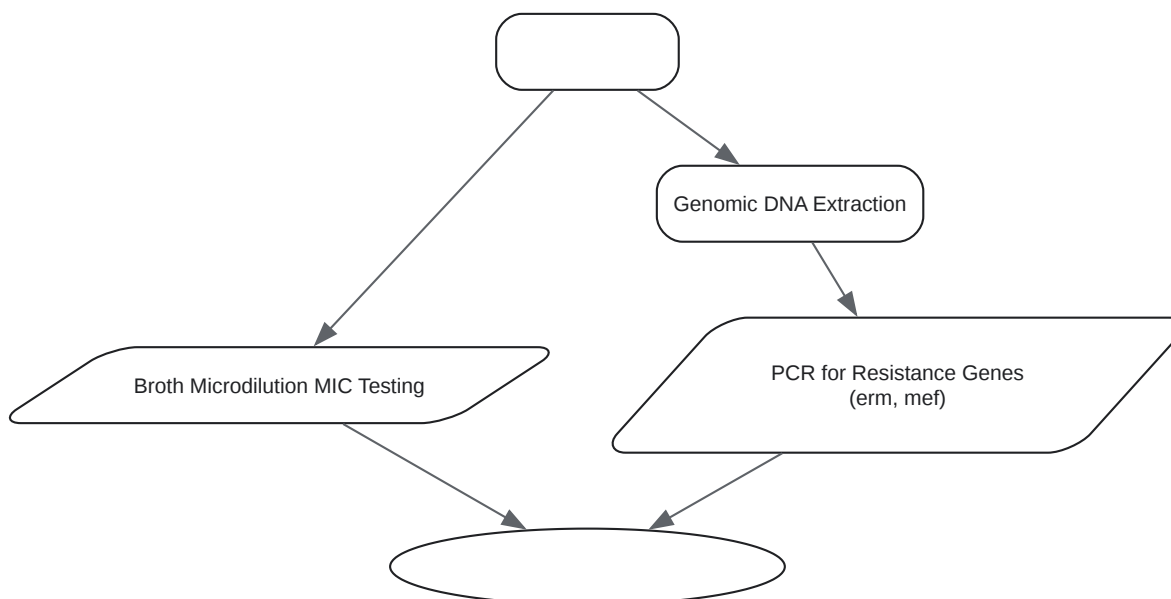 Genomic DNA Extraction
Broth Microdilution MIC Testing
PCR for Resistance Genes
(erm, mef)